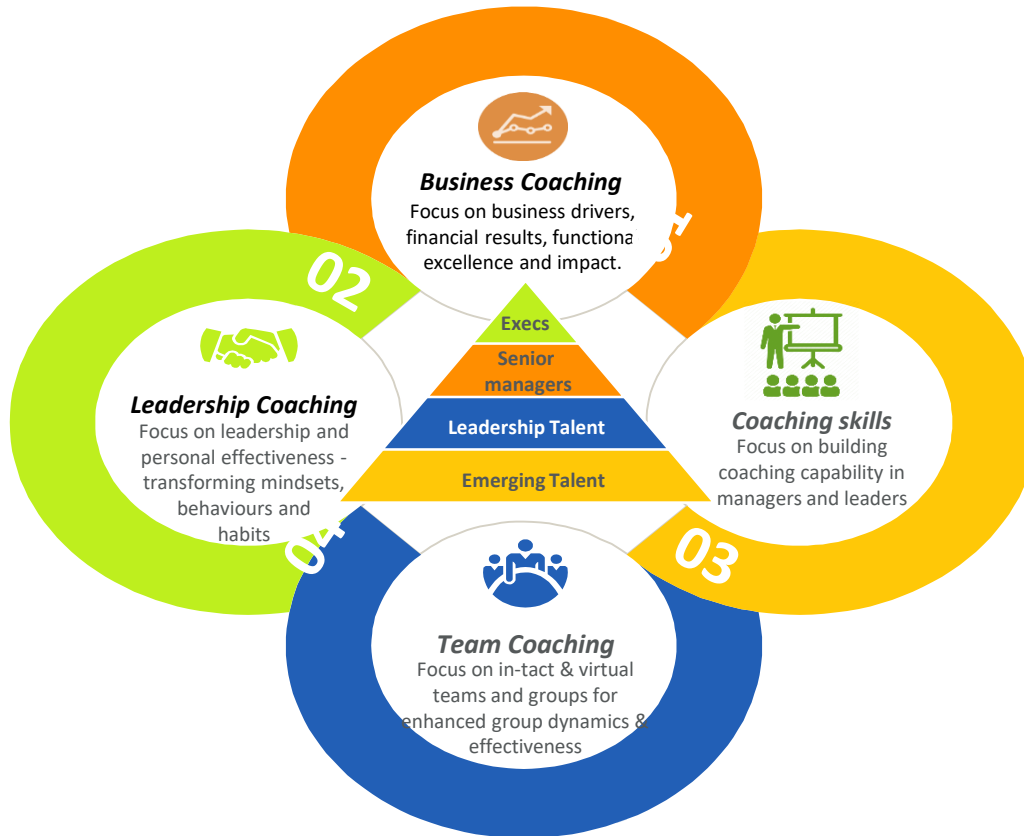 Business Coaching
Focus on business drivers,
financial results, functiona
excellence and impact.
02
Execs
Senior
managers
Leadership Talent
Emerging Talent
Leadership Coaching
Focus on leadership and
personal effectiveness -
transforming mindsets,
behaviours and
habits
Coaching skills
Focus on building
coaching capability in
managers and leaders
04
03
Team Coaching
Focus on in-tact & virtual
teams and groups for
enhanced group dynamics &
effectiveness